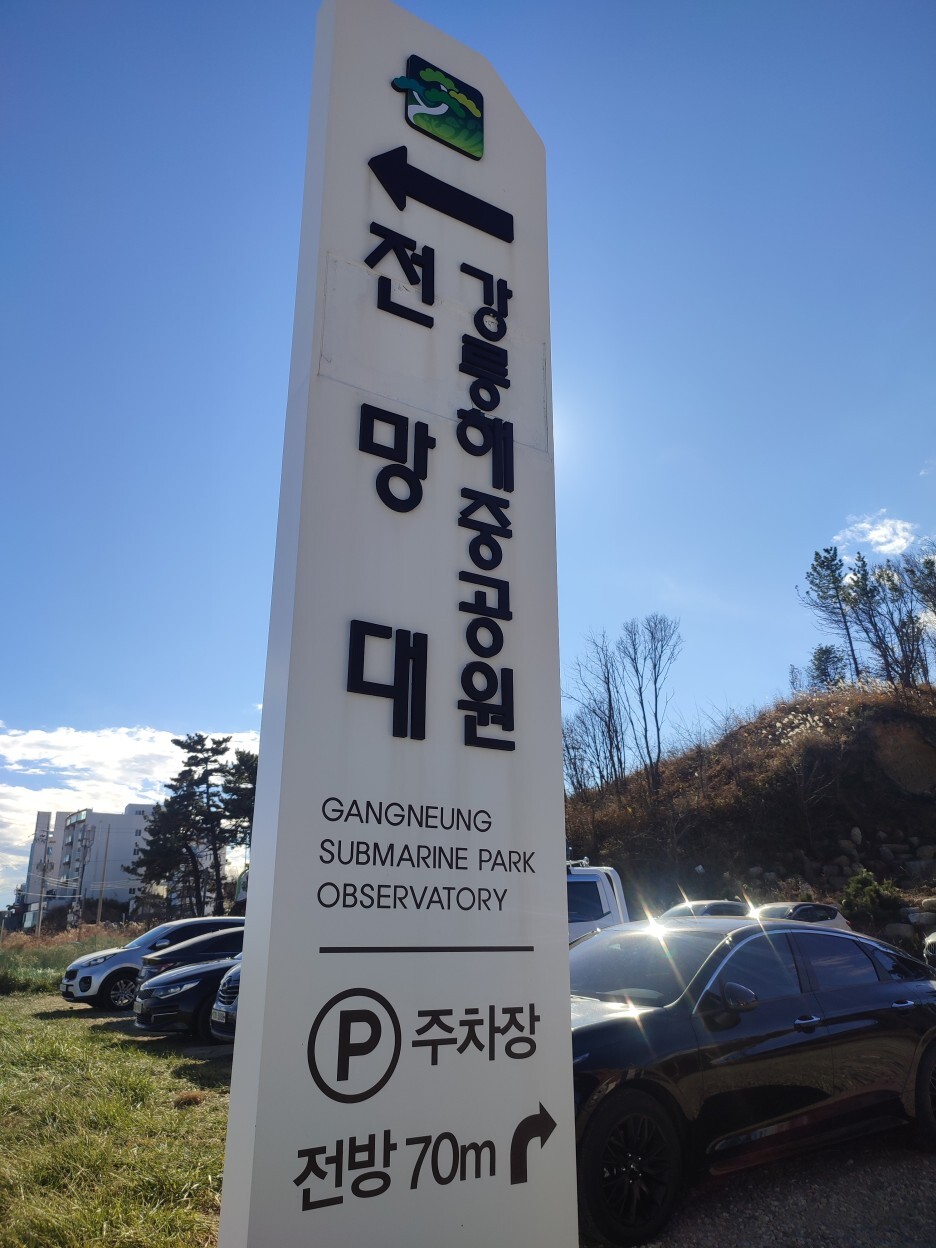 강릉해중공원
전망대
GANGNEUNG
SUBMARINE PARK
OBSERVATORY
P 주차장
전방 70m